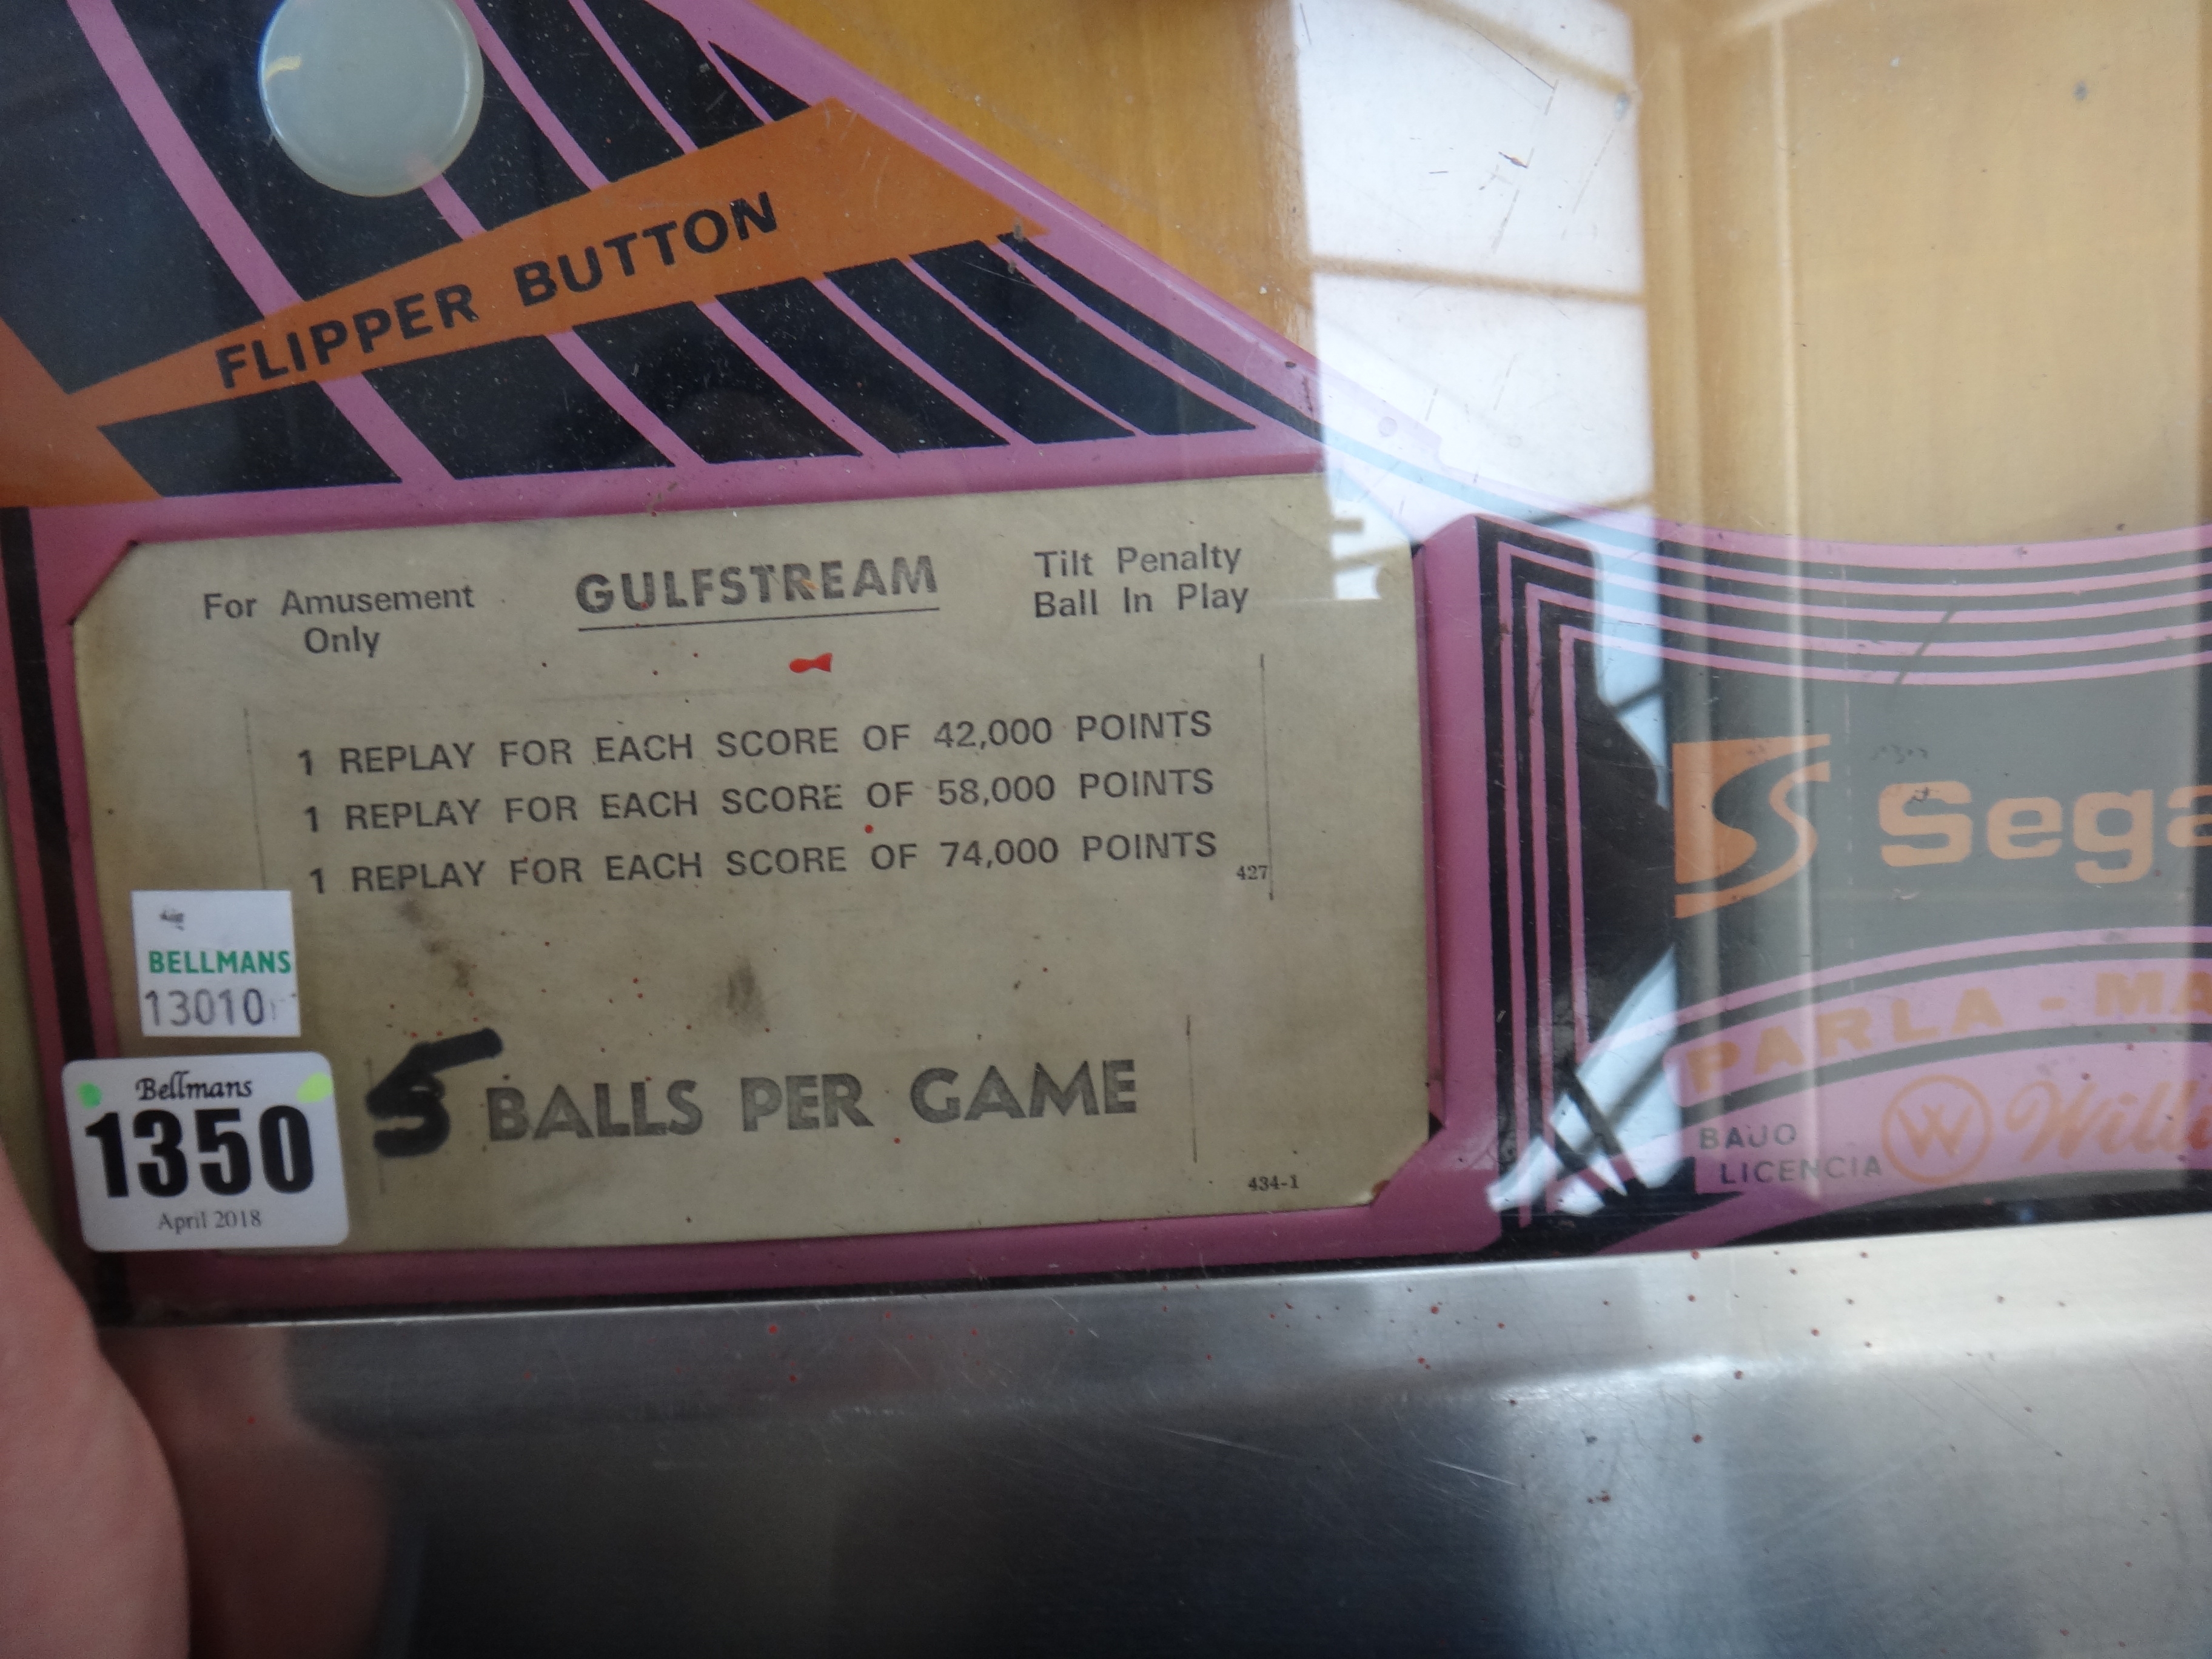 FLIPPER BUTTON
For Amusement
Only
GULFSTREAM
Tilt Penalty
Ball In Play
1 REPLAY FOR EACH SCORE OF 42,000 POINTS
1 REPLAY FOR EACH SCORE OF 58,000 POINTS
1 REPLAY FOR EACH SCORE OF 74,000 POINTS
427
BELLMANS
13010
5 BALLS PER GAME
434-1
Bellmans
1350
April 2018
Sega
PARLA - MA
BAJO
LICENCIA
W Willi